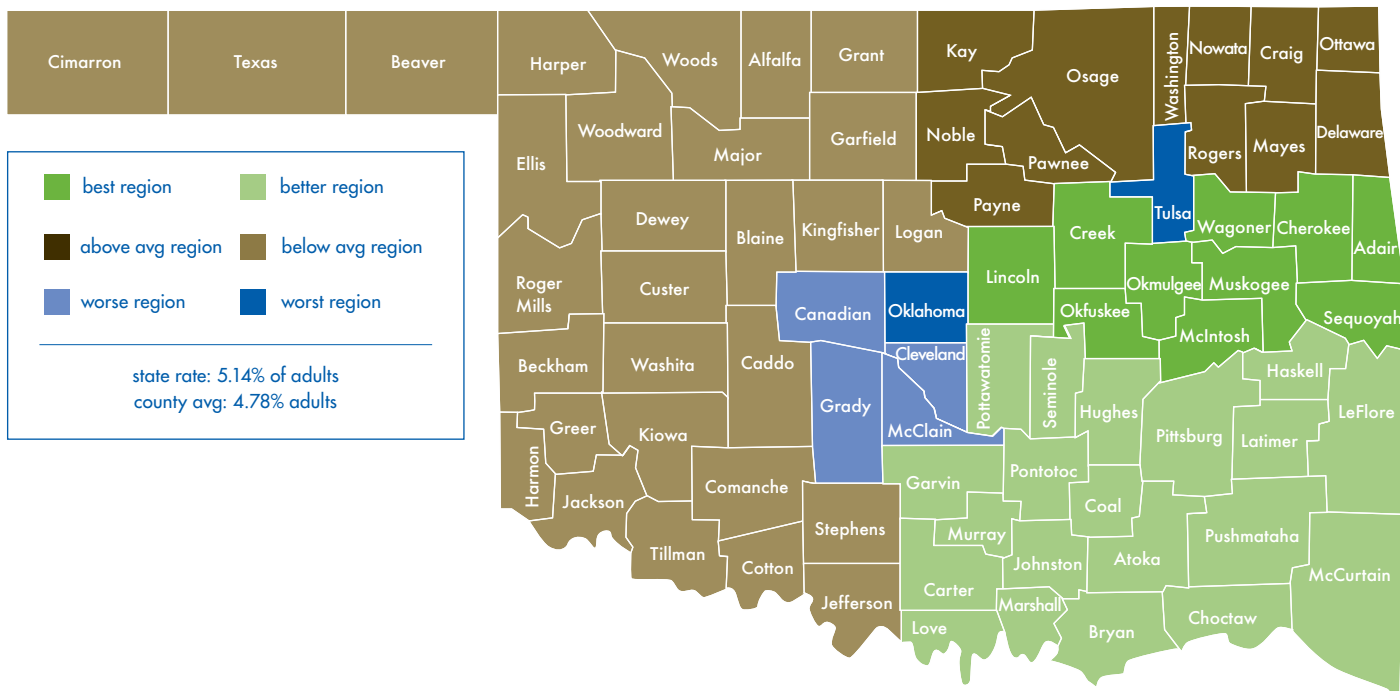 Cimarron
Texas
Beaver
Harper
Woods
Alfalfa
Grant
Kay
Osage
Washington
Nowata
Craig
Ottawa
Ellis
Woodward
Major
Garfield
Noble
Pawnee
Rogers
Mayes
Delaware
best region
better region
above avg region
below avg region
worse region
worst region
state rate: 5.14% of adults
county avg: 4.78% adults
Dewey
Blaine
Kingfisher
Logan
Payne
Creek
Tulsa
Wagoner
Cherokee
Adair
Roger
Mills
Custer
Canadian
Oklahoma
Lincoln
Okmulgee
Muskogee
Okfuskee
McIntosh
Sequoyah
Beckham
Washita
Caddo
Grady
Cleveland
McClain
Pottawatomie
Seminole
Hughes
Pittsburg
Haskell
Latimer
LeFlore
Harmon
Greer
Kiowa
Jackson
Comanche
Tillman
Cotton
Stephens
Jefferson
Garvin
Pontotoc
Coal
Murray
Johnston
Atoka
Pushmataha
McCurtain
Carter
Marshall
Love
Bryan
Choctaw